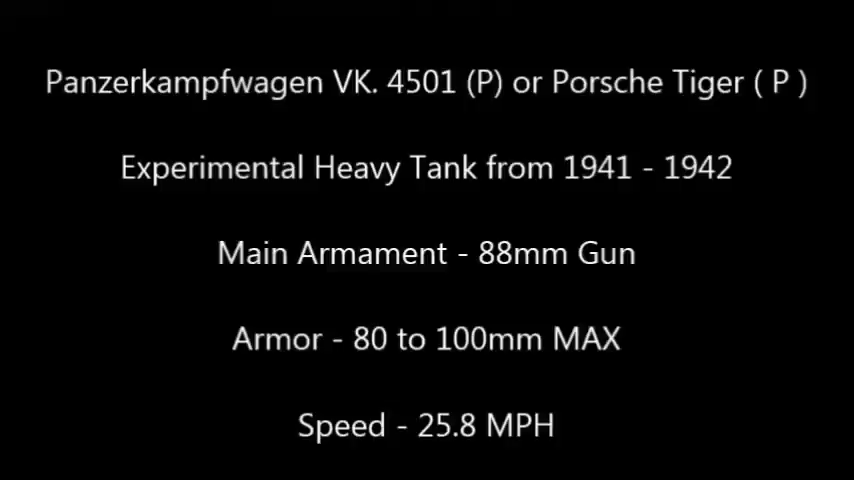 Panzerkampfwagen VK. 4501 (P) or Porsche Tiger ( P )
Experimental Heavy Tank from 1941 - 1942
Main Armament - 88mm Gun
Armor - 80 to 100mm MAX
Speed - 25.8 MPH